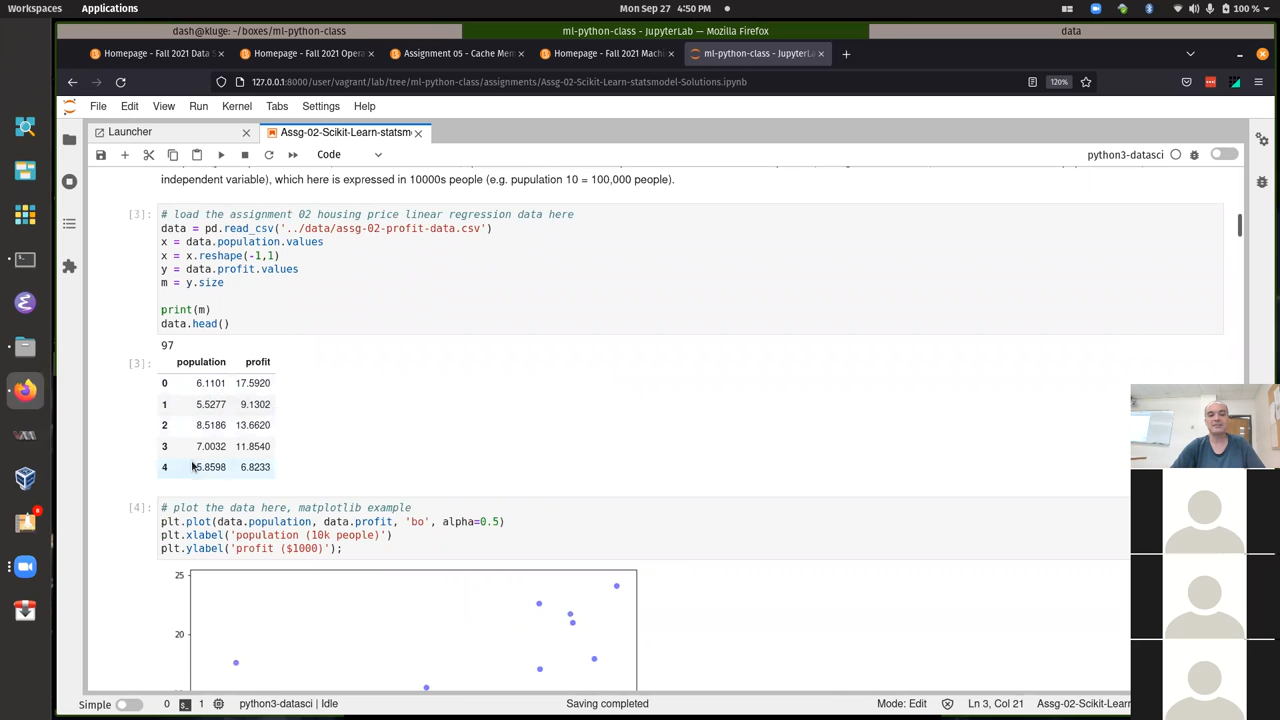 Workspaces
Applications
Mon Sep 27 4:50 PM
100 %
dash@kluge: ~/boxes/ml-python-class
ml-python-class - JupyterLab — Mozilla Firefox
data
Homepage - Fall 2021 Data S
Homepage - Fall 2021 Opera
Assignment 05 - Cache Mem
Homepage - Fall 2021 Machi
ml-python-class - JupyterLab
127.0.0.1:8000/user/vagrant/lab/tree/ml-python-class/assignments/Assg-02-Scikit-Learn-statsmodel-Solutions.ipynb
120%
File Edit View Run Kernel Tabs Settings Help
Launcher
Assg-02-Scikit-Learn-statsm
Code
python3-datasci
independent variable), which here is expressed in 10000s people (e.g. pupulation 10 = 100,000 people).
[3]:
# load the assignment 02 housing price linear regression data here
data = pd.read_csv('../data/assg-02-profit-data.csv')
x = data.population.values
x = x.reshape(-1,1)
y = data.profit.values
m = y.size
print(m)
data.head()
97
[3]:
population profit
0 6.1101 17.5920
1 5.5277 9.1302
2 8.5186 13.6620
3 7.0032 11.8540
4 5.8598 6.8233
[4]:
# plot the data here, matplotlib example
plt.plot(data.population, data.profit, 'bo', alpha=0.5)
plt.xlabel('population (10k people)')
plt.ylabel('profit ($1000)');
25
20
Simple
0
1
python3-datasci | Idle
Saving completed
Mode: Edit
Ln 3, Col 21
Assg-02-Scikit-Learn-statsmodel-Solutions.ipynb